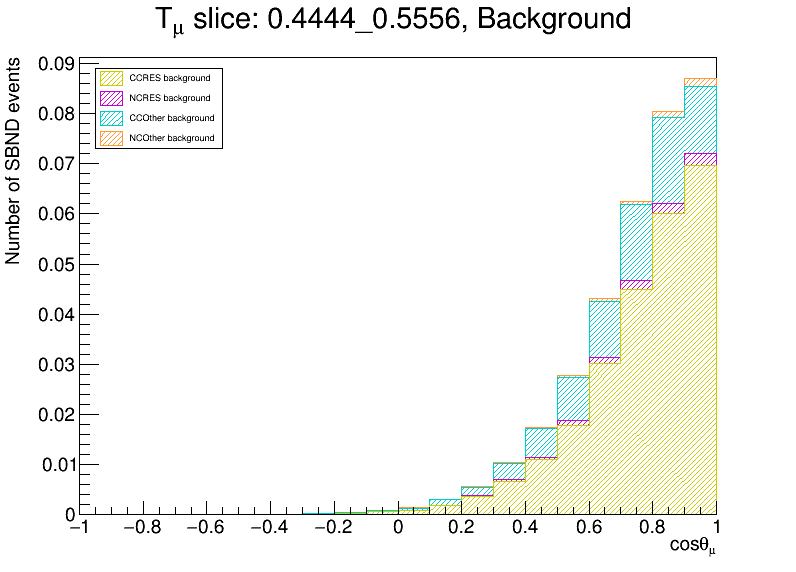 Tμ slice: 0.4444_0.5556, Background
Number of SBND events
0.09
0.08
0.07
0.06
0.05
0.04
0.03
0.02
0.01
0
CCRES background
NCRES background
CCOther background
NCOther background
−1 −0.8 −0.6 −0.4 −0.2 0 0.2 0.4 0.6 0.8 1
cosθμ